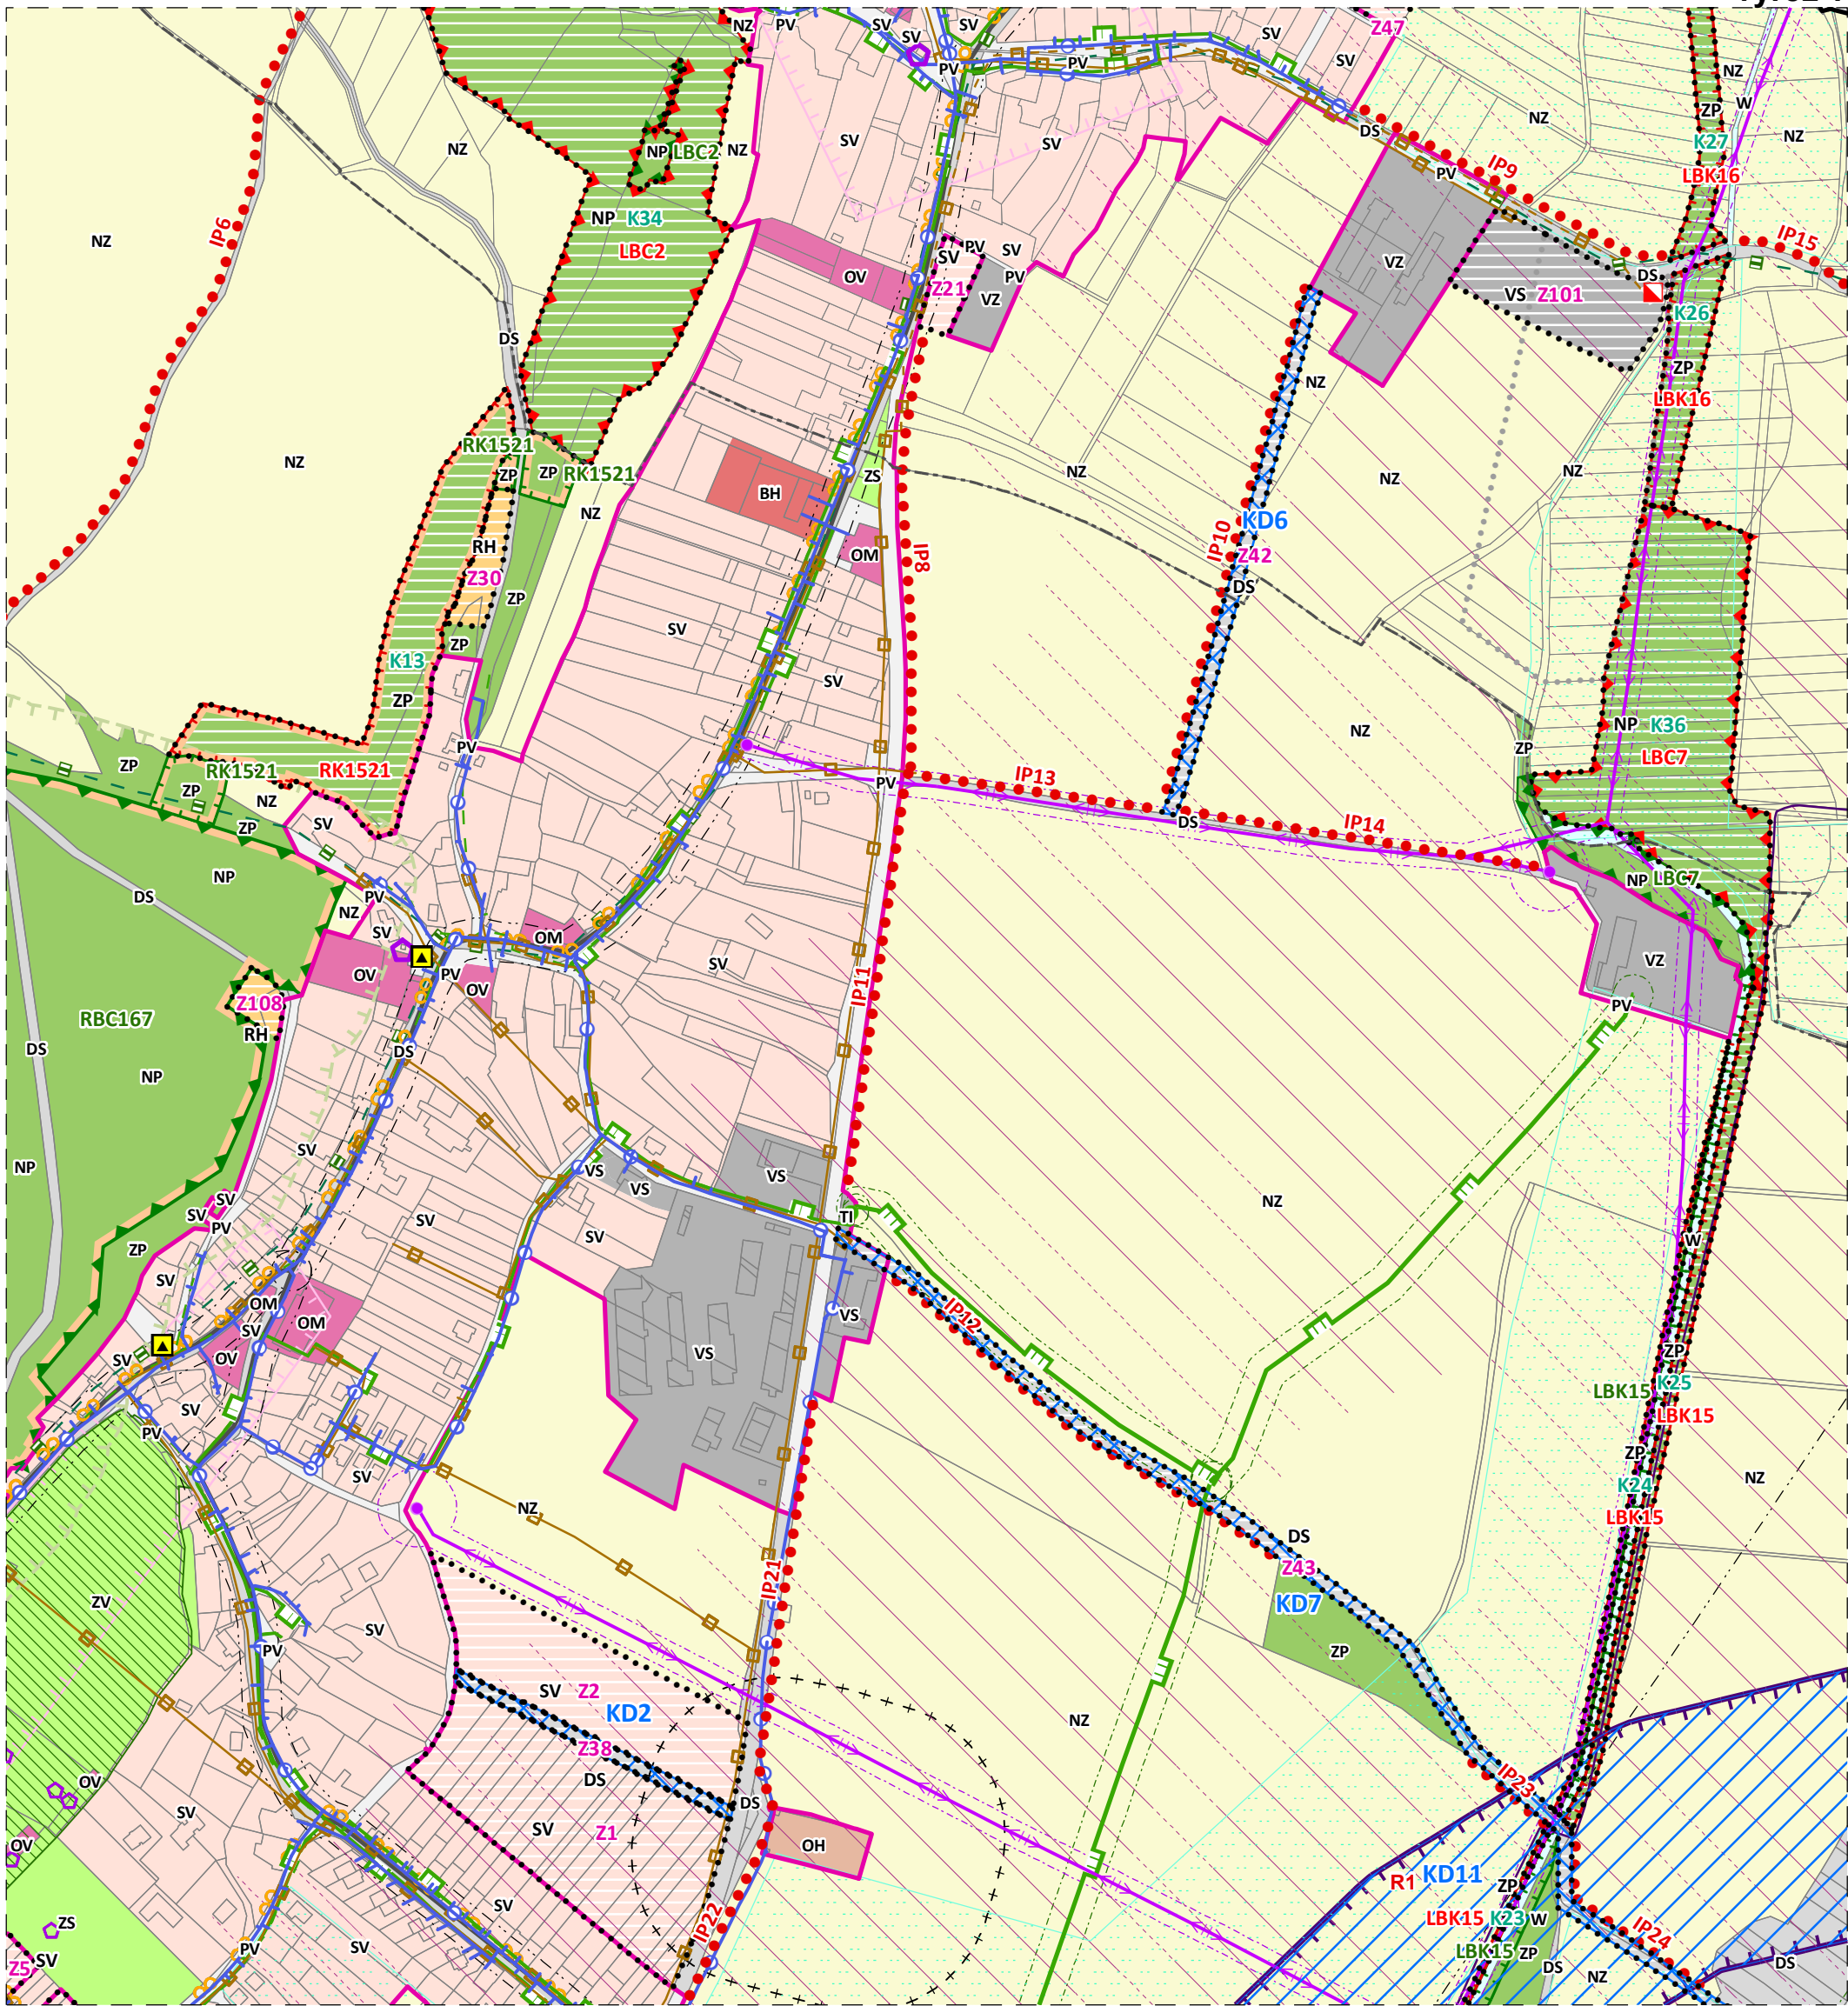 NZ
PV
SV
SV
SV
PV
PV
SV
SV
Z47
NZ
ZP
W
K27
LBK16
NZ
NZ
DS
IP9
PV
NZ
NP
LBC2
NZ
SV
SV
NP
K34
LBC2
IP6
NZ
OV
SV
PV
SV
PV
Z21
VZ
VZ
VS
Z101
DS
IP15
K26
ZP
LBK16
DS
NZ
NZ
RK1521
ZP
ZP
RK1521
NZ
NZ
BH
ZS
OM
IP8
NZ
NZ
IP10
KD6
Z42
DS
RH
Z30
ZP
ZP
SV
SV
K13
ZP
NZ
NP
K36
LBC7
ZP
PV
ZP
RK1521
RK1521
ZP
NZ
ZP
SV
PV
IP13
DS
IP14
NP
LBC7
NP
DS
PV
NZ
SV
OV
OM
PV
OV
SV
IP11
VZ
PV
Z108
RH
RBC167
DS
NP
DS
NP
SV
VS
VS
VS
TI
NZ
SV
SV
PV
SV
SV
ZP
SV
W
OM
SV
OM
OV
SV
VS
VS
IP12
ZP
K25
LBK15
LBK15
SV
PV
SV
NZ
ZP
K24
LBK15
NZ
DS
Z43
KD7
ZP
IP21
ZV
SV
PV
SV
Z2
KD2
Z38
DS
NZ
OV
SV
OV
SV
Z1
DS
OH
IP23
R1
KD11
ZP
LBK15
K23
W
LBK15
ZP
DS
NZ
IP24
DS
IP22
ZS
SV
Z5
PV
SV
SV